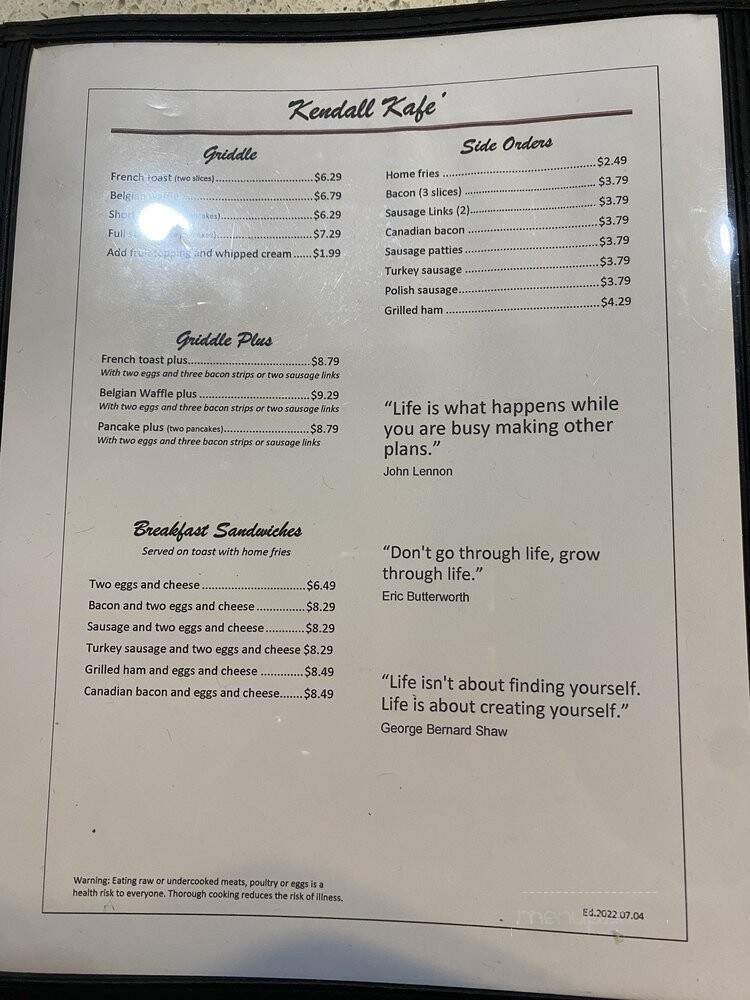 Kendall Kafe'
Griddle
French toast (two slices)..............................$6.29
Belgian waffle ..............................$6.79
Short ..............................$6.29
Full ..............................$7.29
Add fruit topping and whipped cream ......$1.99
Griddle Plus
French toast plus..............................$8.79
With two eggs and three bacon strips or two sausage links
Belgian Waffle plus ..............................$9.29
With two eggs and three bacon strips or two sausage links
Pancake plus (two pancakes)..............................$8.79
With two eggs and three bacon strips or sausage links
Breakfast Sandwiches
Served on toast with home fries
Two eggs and cheese ..............................$6.49
Bacon and two eggs and cheese ...............$8.29
Sausage and two eggs and cheese............$8.29
Turkey sausage and two eggs and cheese $8.29
Grilled ham and eggs and cheese .............$8.49
Canadian bacon and eggs and cheese.......$8.49
Side Orders
Home fries ..............................$2.49
Bacon (3 slices) ..............................$3.79
Sausage Links (2)..............................$3.79
Canadian bacon ..............................$3.79
Sausage patties..............................$3.79
Turkey sausage ..............................$3.79
Polish sausage..............................$3.79
Grilled ham ..............................$4.29
“Life is what happens while
you are busy making other
plans.”
John Lennon
“Don't go through life, grow
through life.”
Eric Butterworth
“Life isn't about finding yourself.
Life is about creating yourself.”
George Bernard Shaw
Warning: Eating raw or undercooked meats, poultry or eggs is a
health risk to everyone. Thorough cooking reduces the risk of illness.
Ed.2022.07.04